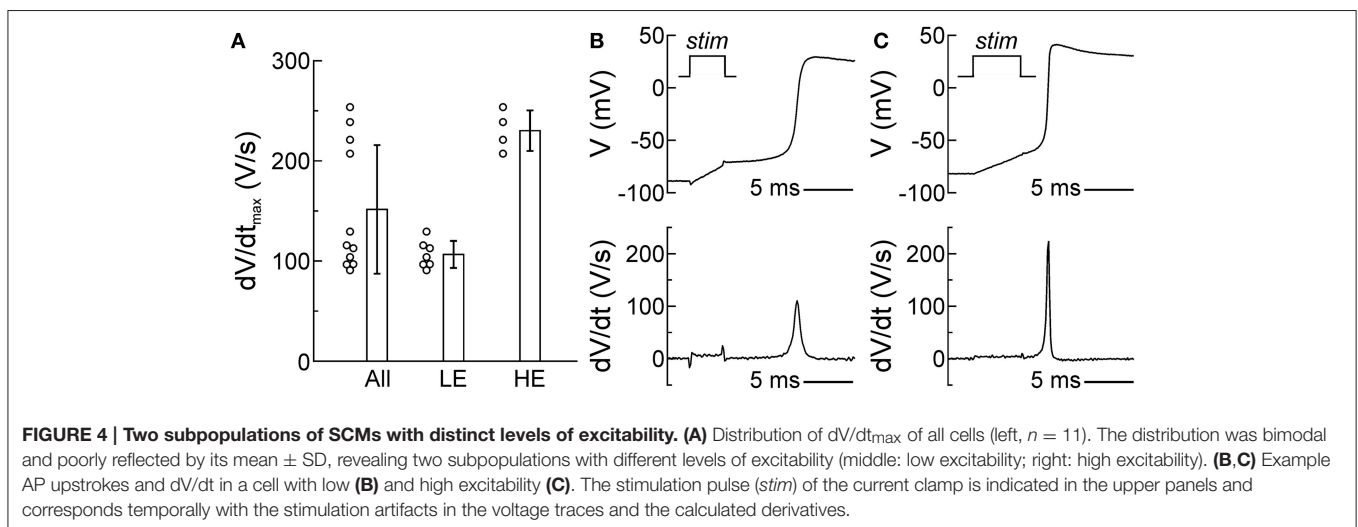 A
300
200
100
0
dV/dtmax (V/s)
All LE HE
B
50
0
-50
-100
V (mV)
stim
5 ms
200
100
0
dV/dt (V/s)
5 ms
C
50
0
-50
-100
V (mV)
stim
5 ms
200
100
0
dV/dt (V/s)
5 ms
FIGURE 4 | Two subpopulations of SCMs with distinct levels of excitability. (A) Distribution of dV/dtmax of all cells (left, n = 11). The distribution was bimodal
and poorly reflected by its mean ± SD, revealing two subpopulations with different levels of excitability (middle: low excitability; right: high excitability). (B,C) Example
AP upstrokes and dV/dt in a cell with low (B) and high excitability (C). The stimulation pulse (stim) of the current clamp is indicated in the upper panels and
corresponds temporally with the stimulation artifacts in the voltage traces and the calculated derivatives.